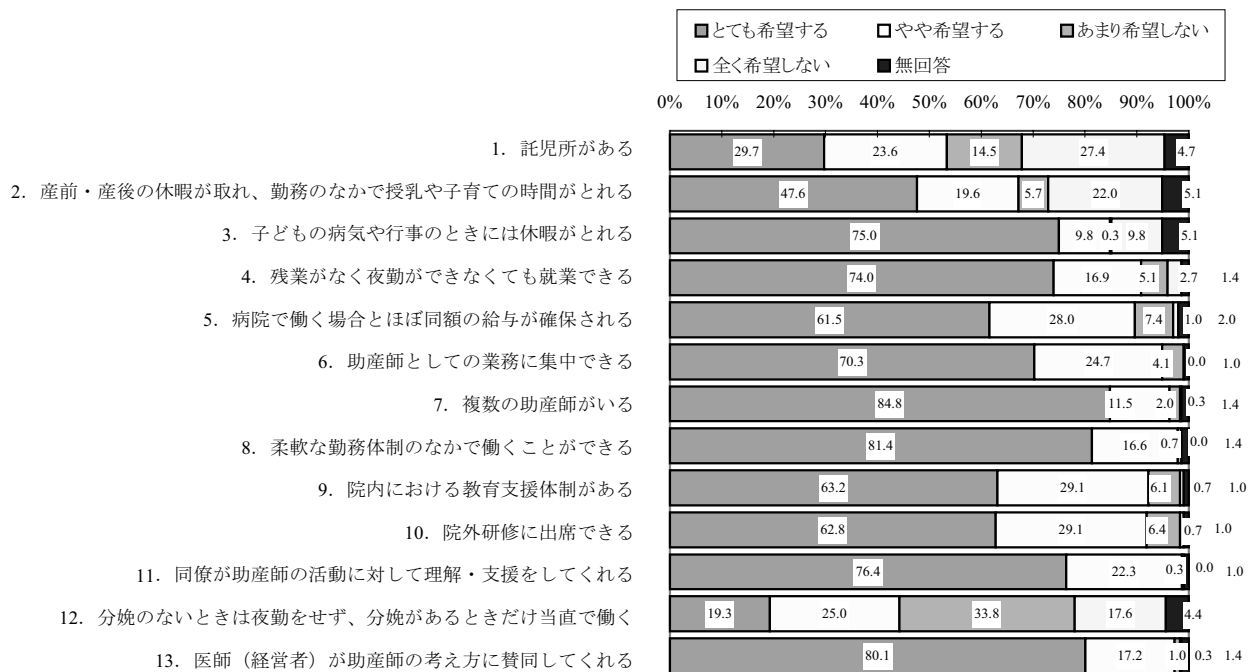 ■とても希望する □やや希望する ■あまり希望しない
□全く希望しない ■無回答
0% 10% 20% 30% 40% 50% 60% 70% 80% 90% 100%
1. 託児所がある 29.7 23.6 14.5 27.4 4.7
2. 産前・産後の休暇が取れ、勤務のなかで授乳や子育ての時間がとれる 47.6 19.6 5.7 22.0 5.1
3. 子どもの病気や行事のときには休暇がとれる 75.0 9.8 0.3 9.8 5.1
4. 残業がなく夜勤ができなくても就業できる 74.0 16.9 5.1 2.7 1.4
5. 病院で働く場合とほぼ同額の給与が確保される 61.5 28.0 7.4 1.0 2.0
6. 助産師としての業務に集中できる 70.3 24.7 4.1 0.0 1.0
7. 複数の助産師がいる 84.8 11.5 2.0 0.3 1.4
8. 柔軟な勤務体制のなかで働くことができる 81.4 16.6 0.7 0.0 1.4
9. 院内における教育支援体制がある 63.2 29.1 6.1 0.7 1.0
10. 院外研修に出席できる 62.8 29.1 6.4 0.7 1.0
11. 同僚が助産師の活動に対して理解・支援をしてくれる 76.4 22.3 0.3 0.0 1.0
12. 分娩のないときは夜勤をせず、分娩があるときだけ当直で働く 19.3 25.0 33.8 17.6 4.4
13. 医師（経営者）が助産師の考え方に賛同してくれる 80.1 17.2 1.0 0.3 1.4